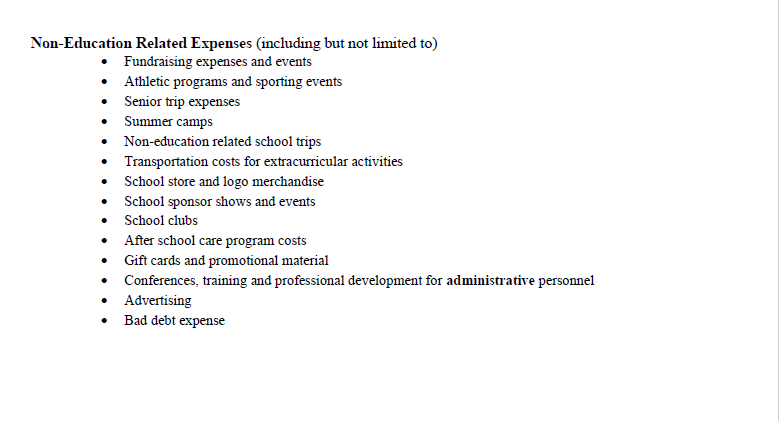 Non-Education Related Expenses (including but not limited to)
• Fundraising expenses and events
• Athletic programs and sporting events
• Senior trip expenses
• Summer camps
• Non-education related school trips
• Transportation costs for extracurricular activities
• School store and logo merchandise
• School sponsor shows and events
• School clubs
• After school care program costs
• Gift cards and promotional material
• Conferences, training and professional development for administrative personnel
• Advertising
• Bad debt expense